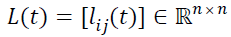 L(t) = [l_{ij}(t)] ∈ ℝ^{n×n}